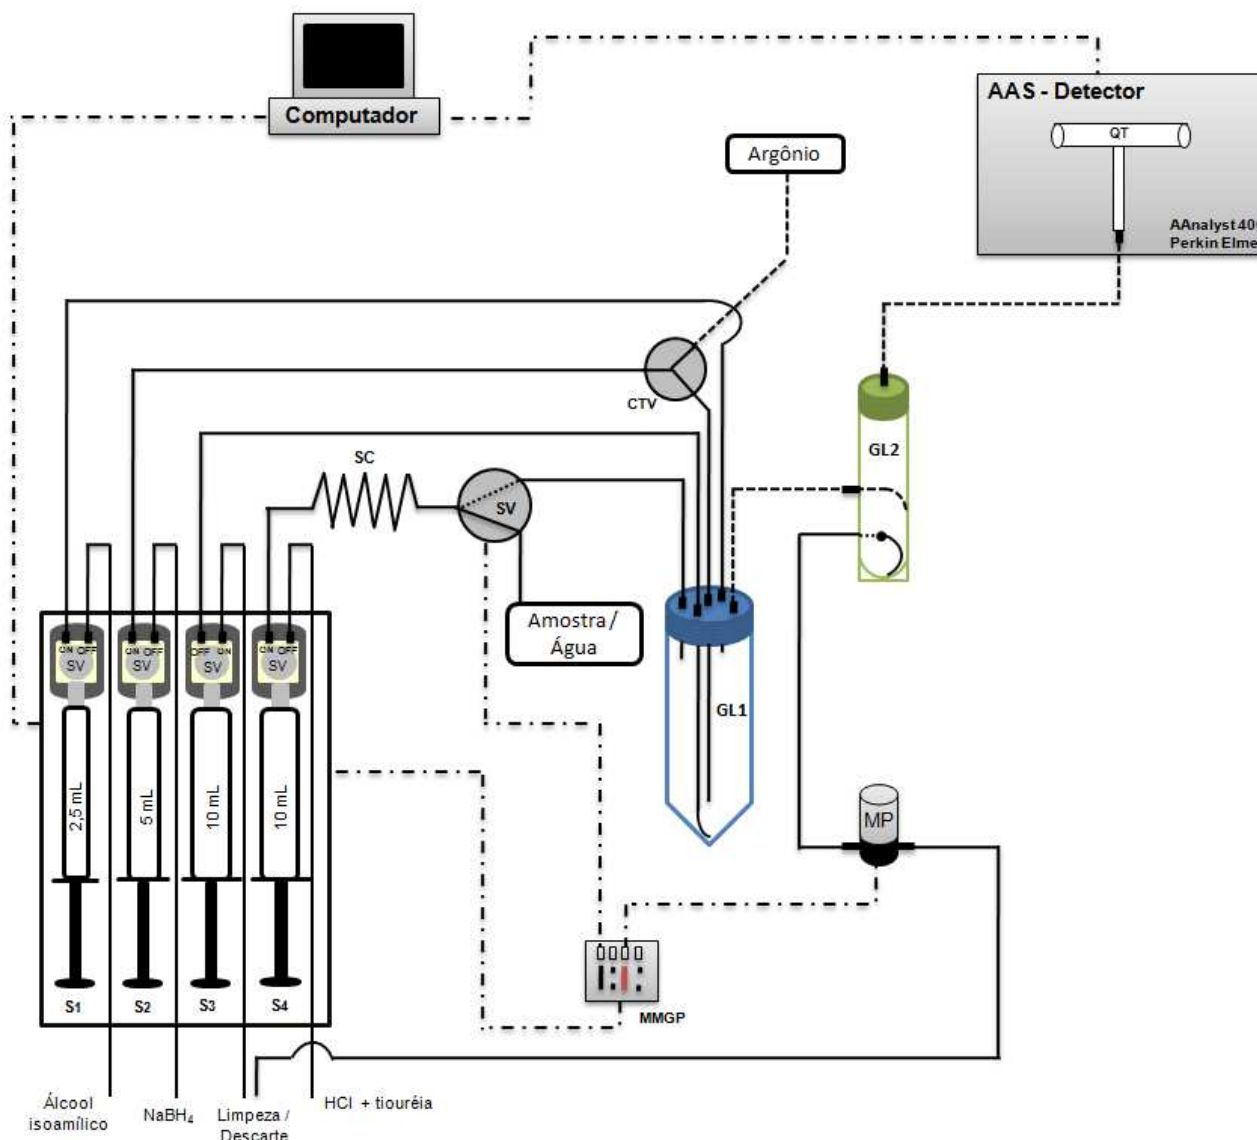 Computador
AAS - Detector
QT
AAnalyst 40
Perkin Elme
Argônio
CTV
SC
SV
GL2
Amostra /
Água
ON OFF
SV
ON OFF
SV
OFF ON
SV
ON OFF
SV
GL1
2,5 mL
5 mL
10 mL
10 mL
MP
S1
S2
S3
S4
MMGP
Álcool
isoamílico
NaBH₄
Limpeza /
Descarte
HCl + tiouréia